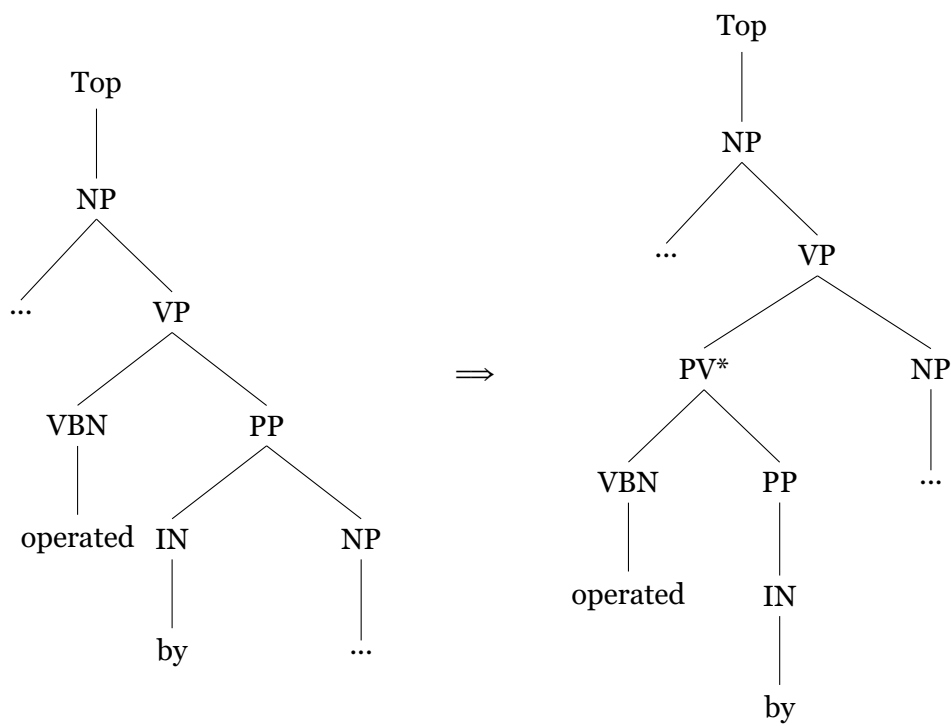 Top
NP
...
VP
VBN
PP
operated
IN
NP
by
...
⟹
Top
NP
...
VP
PV*
NP
VBN
PP
...
operated
IN
by